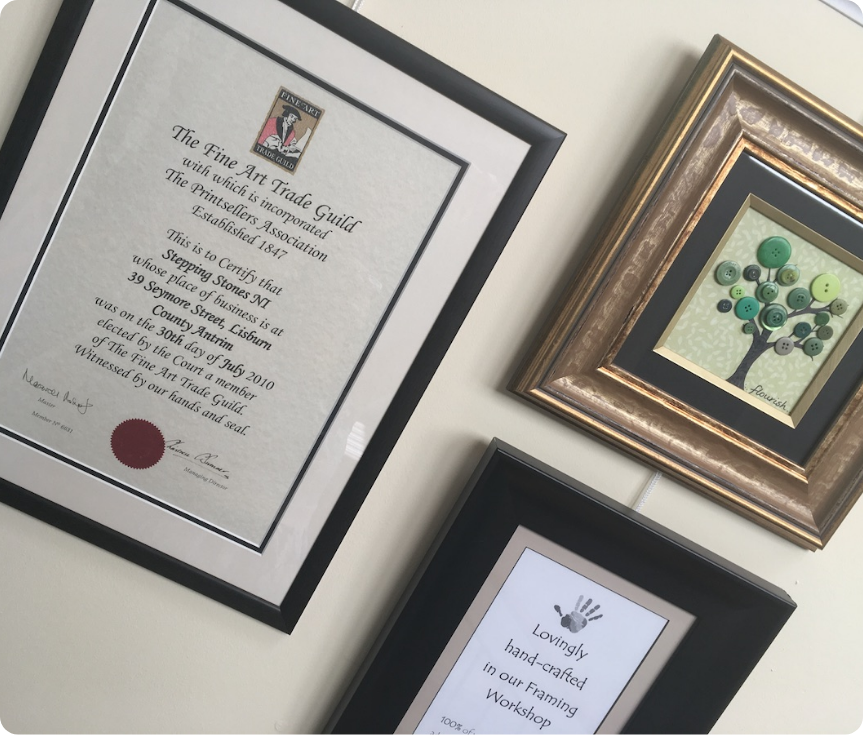 FINE ART
TRADE GUILD
The Fine Art Trade Guild
with which is incorporated
The Printsellers Association
Established 1847
This is to Certify that
Stepping Stones NI
whose place of business is at
39 Seymore Street, Lisburn
County Antrim
was on the 30th day of July 2010
elected by the Court a member
of The Fine Art Trade Guild.
Witnessed by our hands and seal.
Master
Managing Director
flourish
Lovingly
hand-crafted
in our Framing
Workshop
100% of